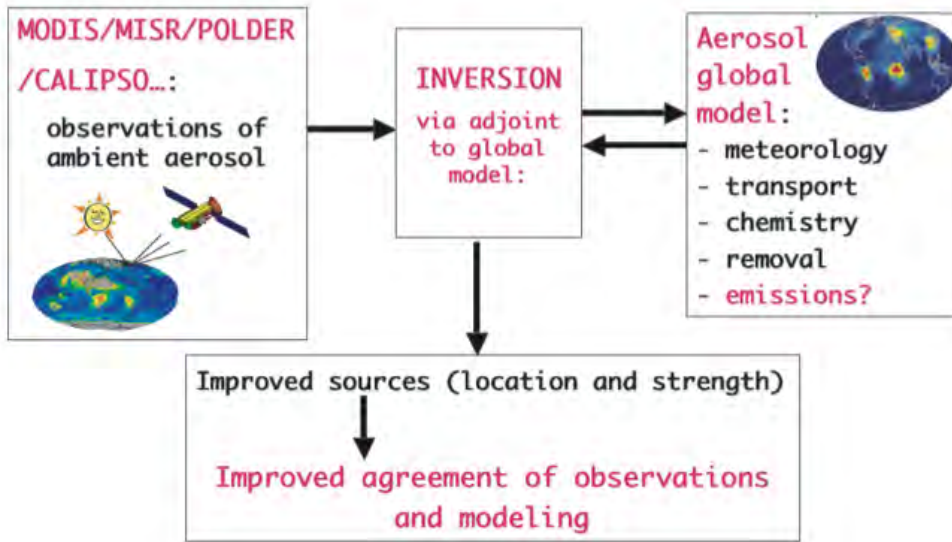 MODIS/MISR/POLDER
/CALIPSO…:
observations of
ambient aerosol
INVERSION
via adjoint
to global
model:
Aerosol
global
model:
- meteorology
- transport
- chemistry
- removal
- emissions?
Improved sources (location and strength)
Improved agreement of observations
and modeling